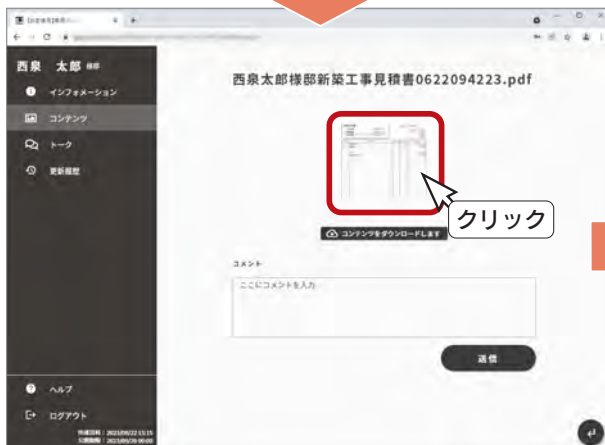 西泉 太郎 様邸
インフォメーション
コンテンツ
トーク
更新履歴
西泉太郎様邸新築工事見積書0622094223.pdf
クリック
コンテンツをダウンロードします
コメント
ここにコメントを入力
送信
ヘルプ
ログアウト